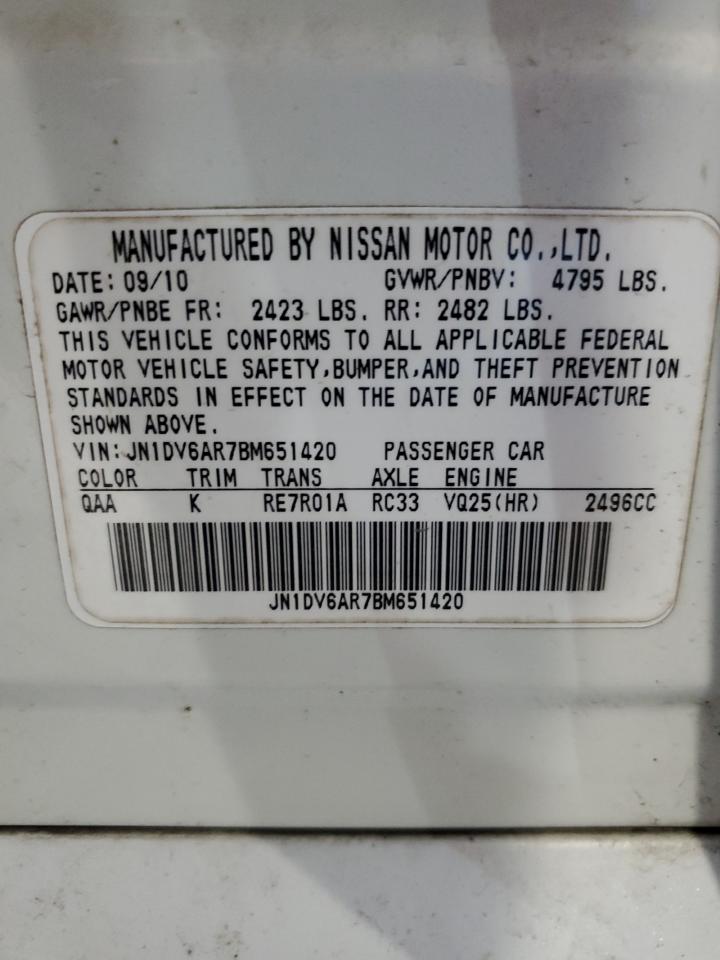 MANUFACTURED BY NISSAN MOTOR CO.,LTD.
DATE: 09/10 GVWR/PNBV: 4795 LBS.
GAWR/PNBE FR: 2423 LBS. RR: 2482 LBS.
THIS VEHICLE CONFORMS TO ALL APPLICABLE FEDERAL
MOTOR VEHICLE SAFETY,BUMPER,AND THEFT PREVENTION
STANDARDS IN EFFECT ON THE DATE OF MANUFACTURE
SHOWN ABOVE.
VIN:JN1DV6AR7BM651420 PASSENGER CAR
COLOR TRIM TRANS AXLE ENGINE
QAA K RE7R01A RC33 VQ25(HR) 2496CC
JN1DV6AR7BM651420